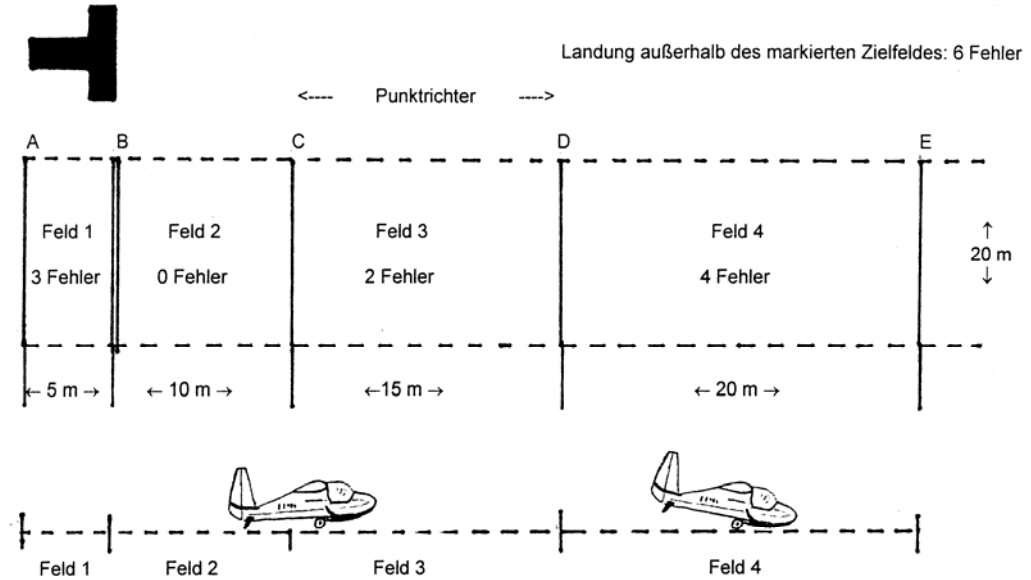 Landung außerhalb des markierten Zielfeldes: 6 Fehler
<---- Punktrichter ---->
A B C D E
Feld 1 Feld 2 Feld 3 Feld 4
3 Fehler 0 Fehler 2 Fehler 4 Fehler
↑
20 m
↓
← 5 m → ← 10 m → ←15 m → ← 20 m →
Feld 1 Feld 2 Feld 3 Feld 4